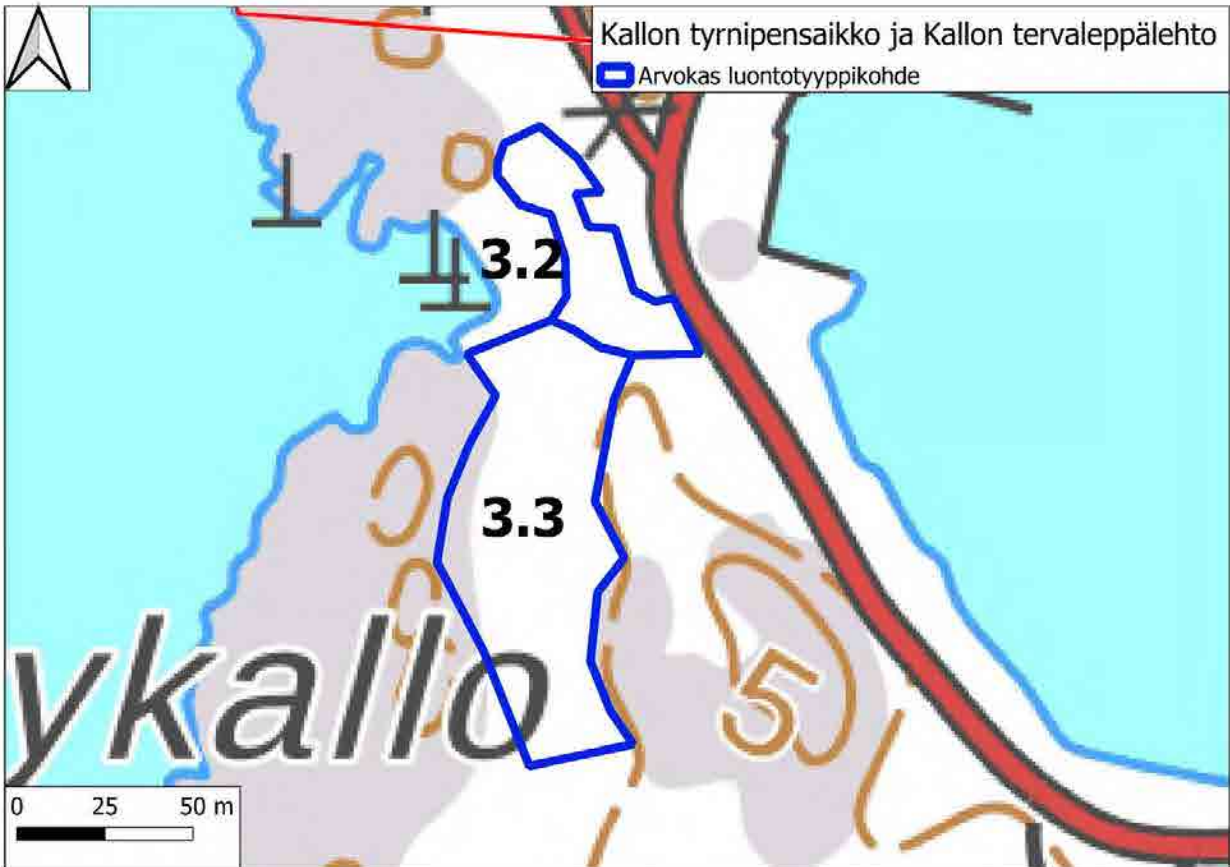 Kallon tyrnipensaikko ja Kallon tervaleppälehto
Arvokas luontotyyppikohde
3.2
3.3
ykallo
5
0 25 50 m